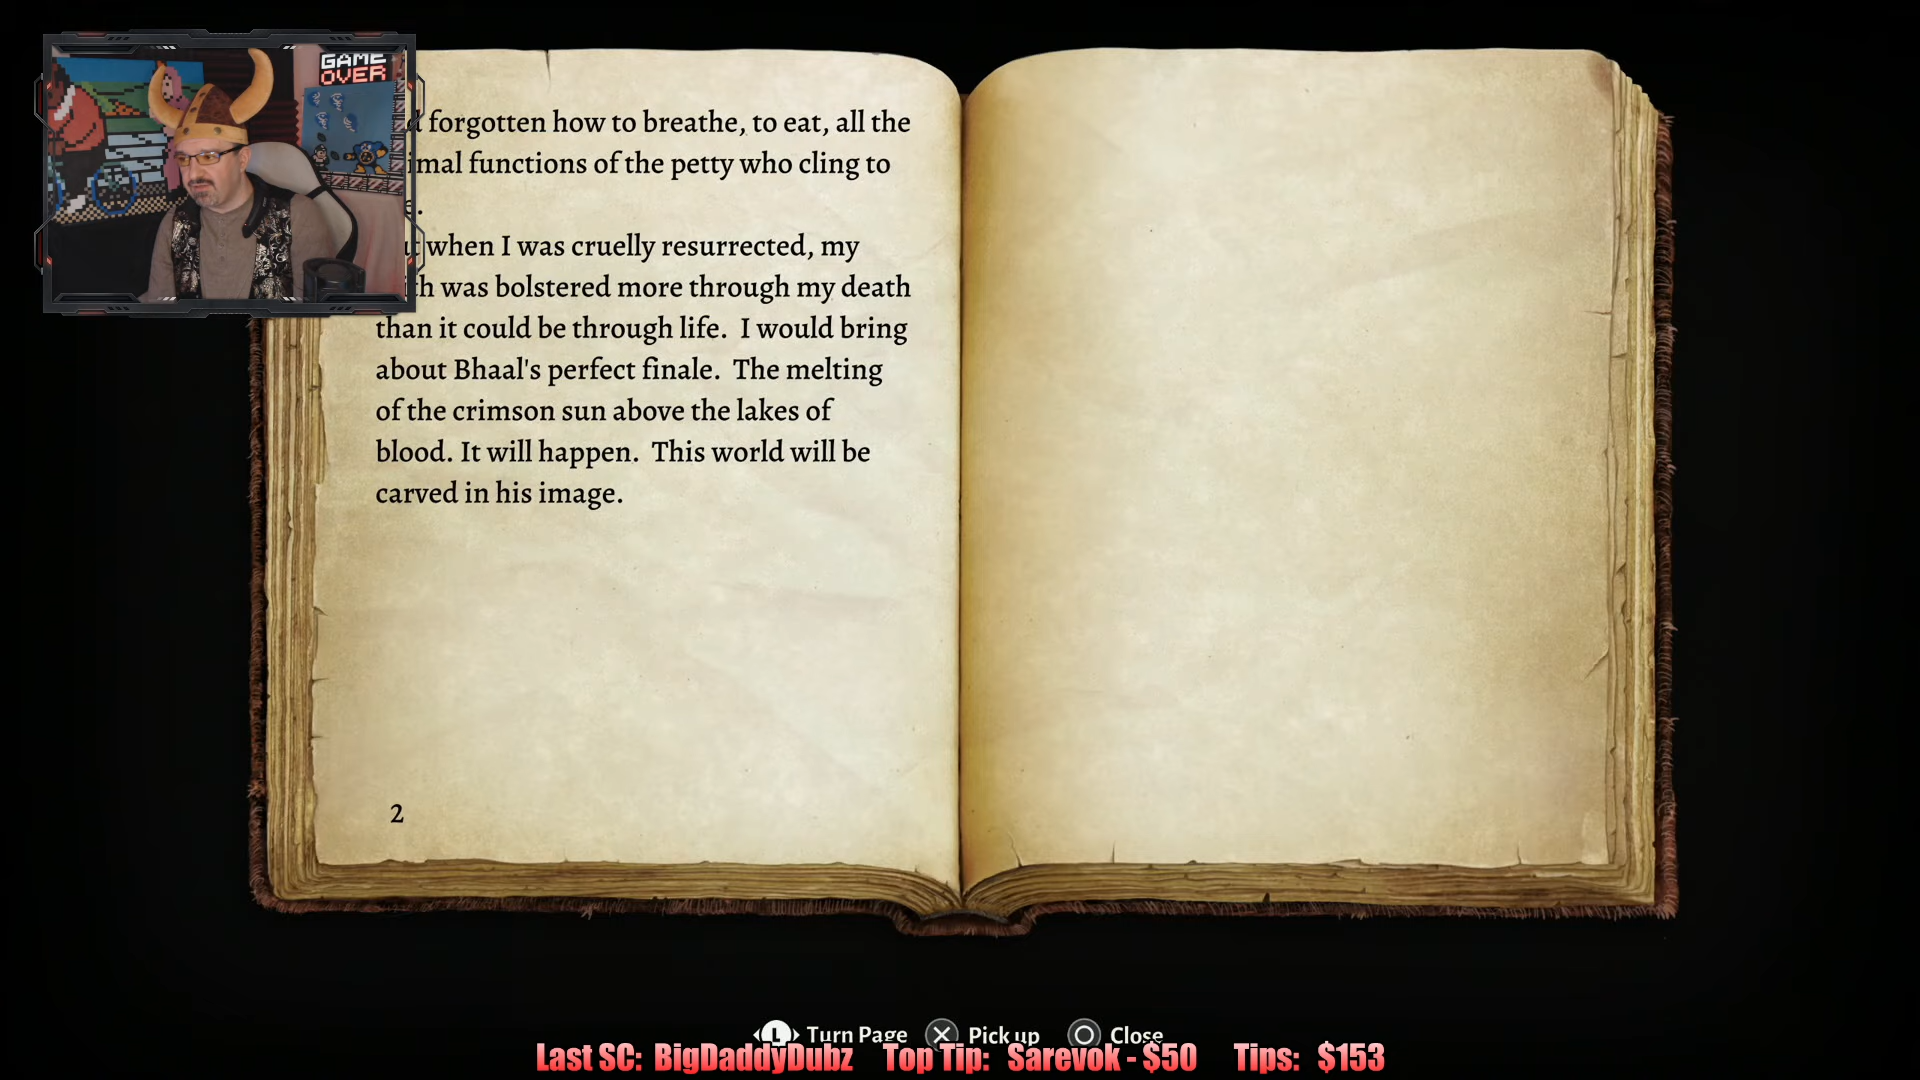 GAME
OVER
forgotten how to breathe, to eat, all the
functions of the petty who cling to
when I was cruelly resurrected, my
was bolstered more through my death
than it could be through life. I would bring
about Bhaal's perfect finale. The melting
of the crimson sun above the lakes of
blood. It will happen. This world will be
carved in his image.
2
L Turn Page Pick up Close
Last SC: BigDaddyDubz Top Tip: Sarevok - $50 Tips: $153